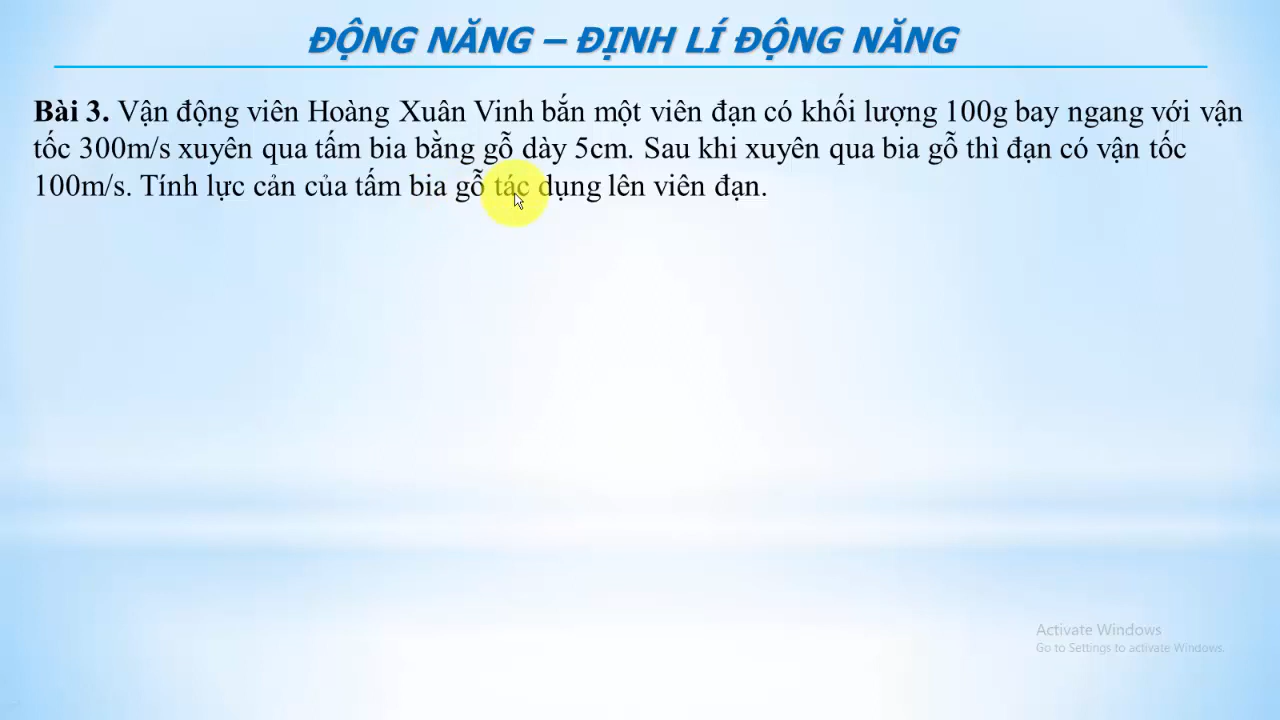 ĐỘNG NĂNG – ĐỊNH LÍ ĐỘNG NĂNG
Bài 3. Vận động viên Hoàng Xuân Vinh bắn một viên đạn có khối lượng 100g bay ngang với vận
tốc 300m/s xuyên qua tấm bia bằng gỗ dày 5cm. Sau khi xuyên qua bia gỗ thì đạn có vận tốc
100m/s. Tính lực cản của tấm bia gỗ tác dụng lên viên đạn.
Activate Windows
Go to Settings to activate Windows.